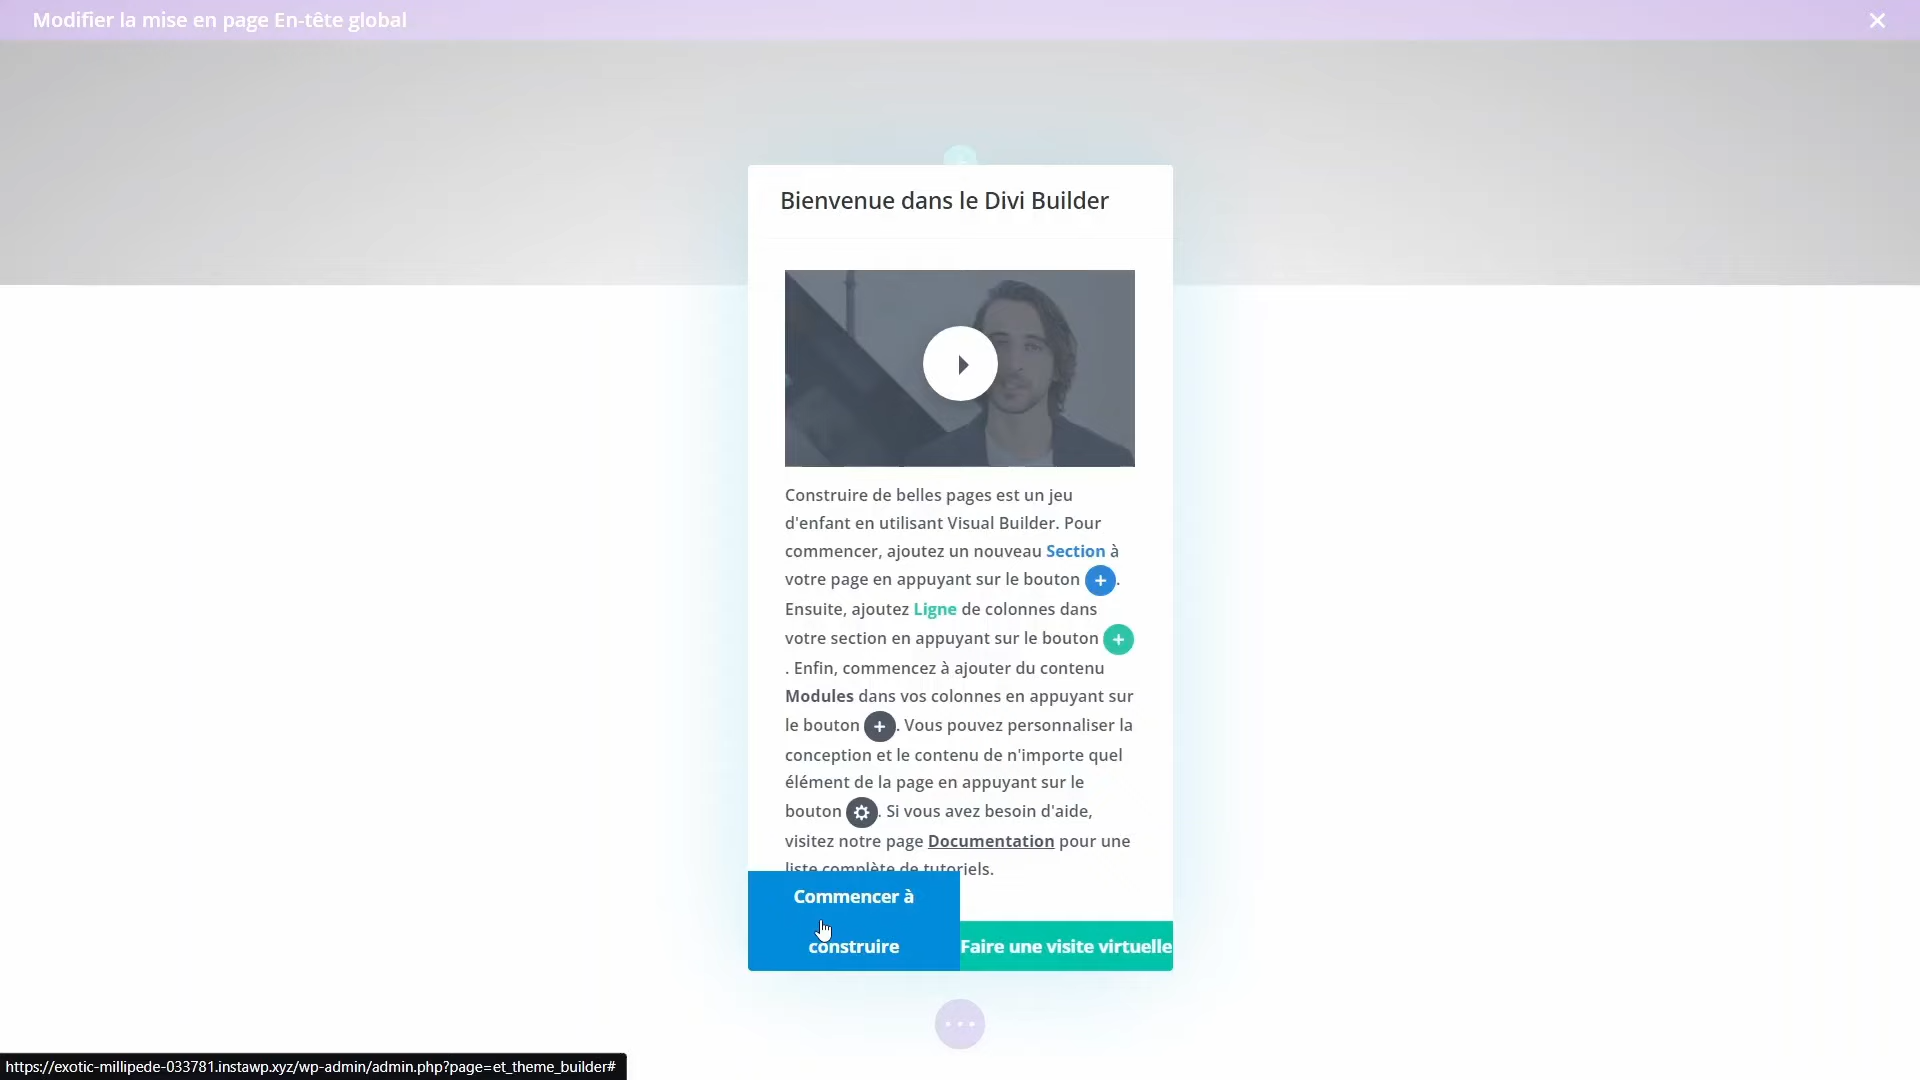 Modifier la mise en page En-tête global
Bienvenue dans le Divi Builder
Construire de belles pages est un jeu
d'enfant en utilisant Visual Builder. Pour
commencer, ajoutez un nouveau Section à
votre page en appuyant sur le bouton +.
Ensuite, ajoutez Ligne de colonnes dans
votre section en appuyant sur le bouton +
. Enfin, commencez à ajouter du contenu
Modules dans vos colonnes en appuyant sur
le bouton +. Vous pouvez personnaliser la
conception et le contenu de n'importe quel
élément de la page en appuyant sur le
bouton . Si vous avez besoin d'aide,
visitez notre page Documentation pour une
liste complète de tutoriels.
Commencer à
construire
Faire une visite virtuelle
https://exotic-millipede-033781.instawp.xyz/wp-admin/admin.php?page=et_theme_builder#